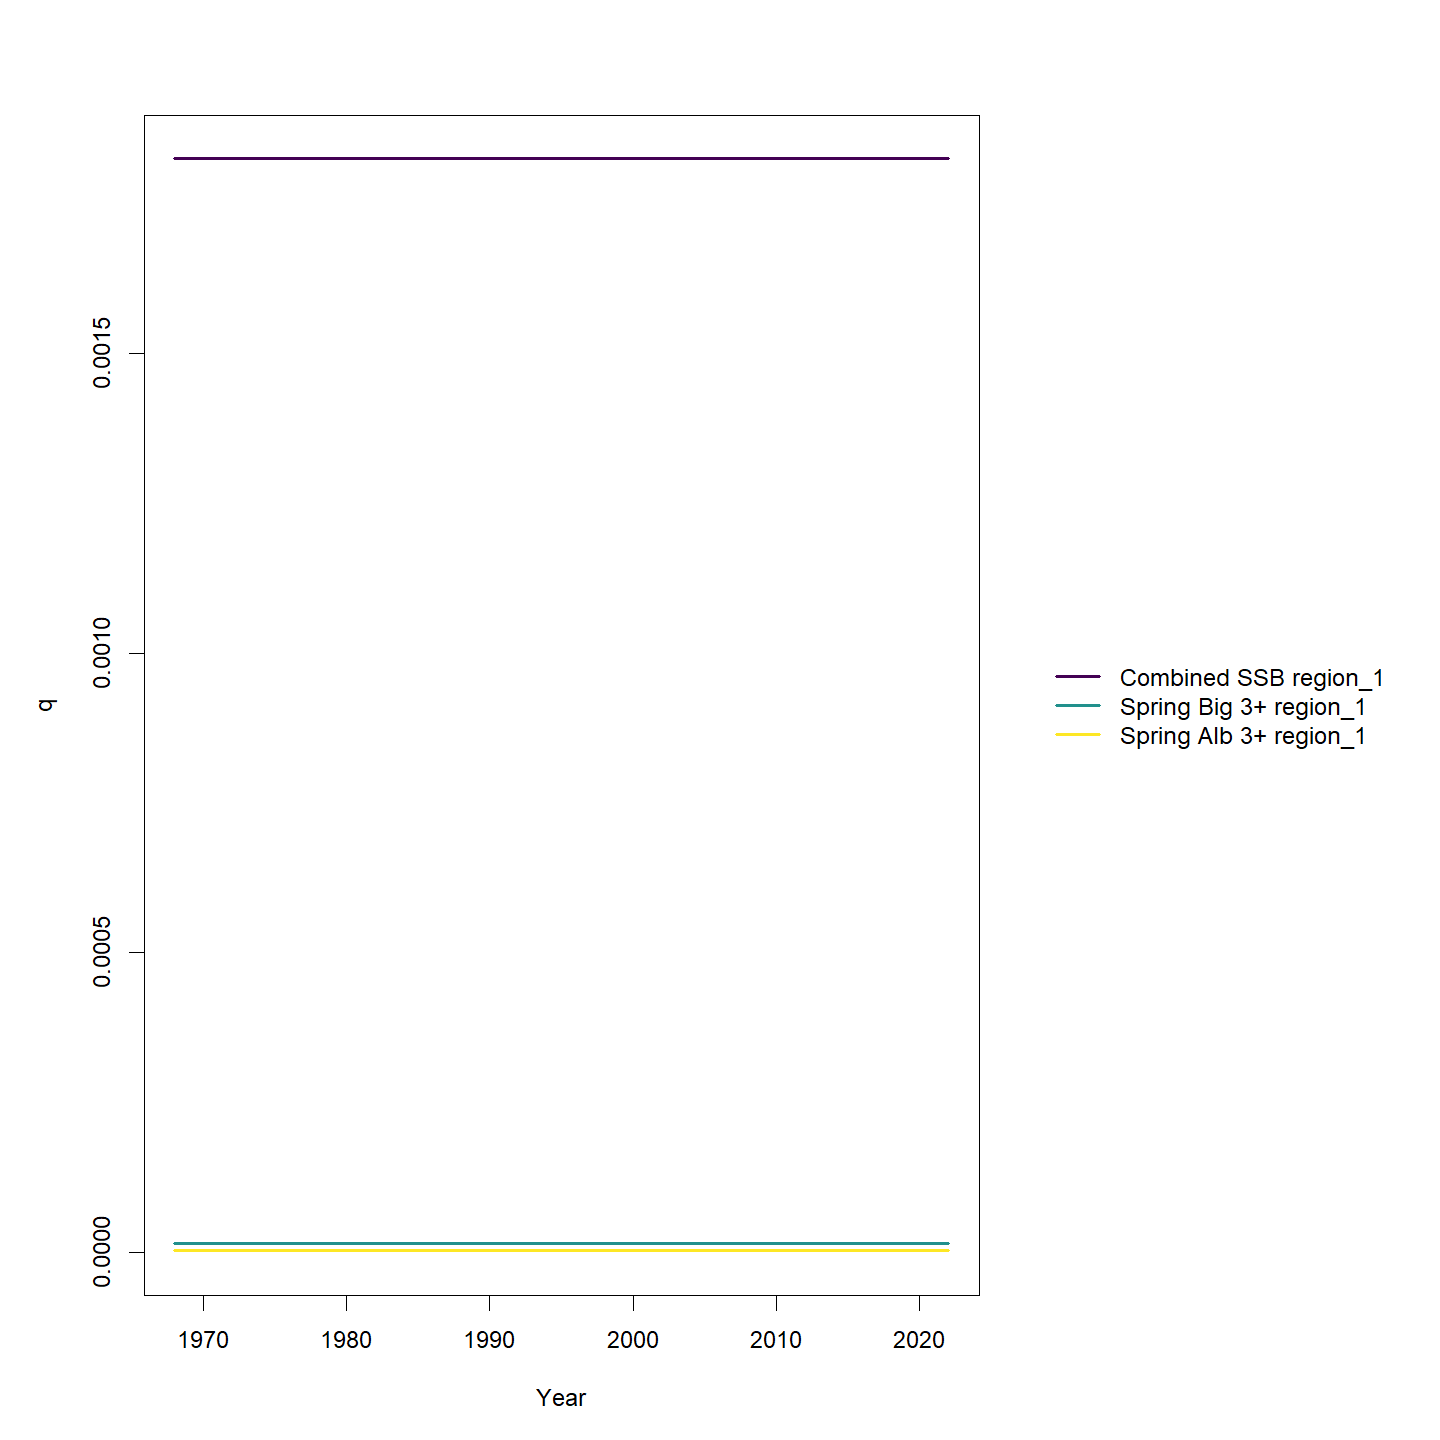 0.0015
0.0010
0.0005
0.0000
q
1970 1980 1990 2000 2010 2020
Year
Combined SSB region_1
Spring Big 3+ region_1
Spring Alb 3+ region_1